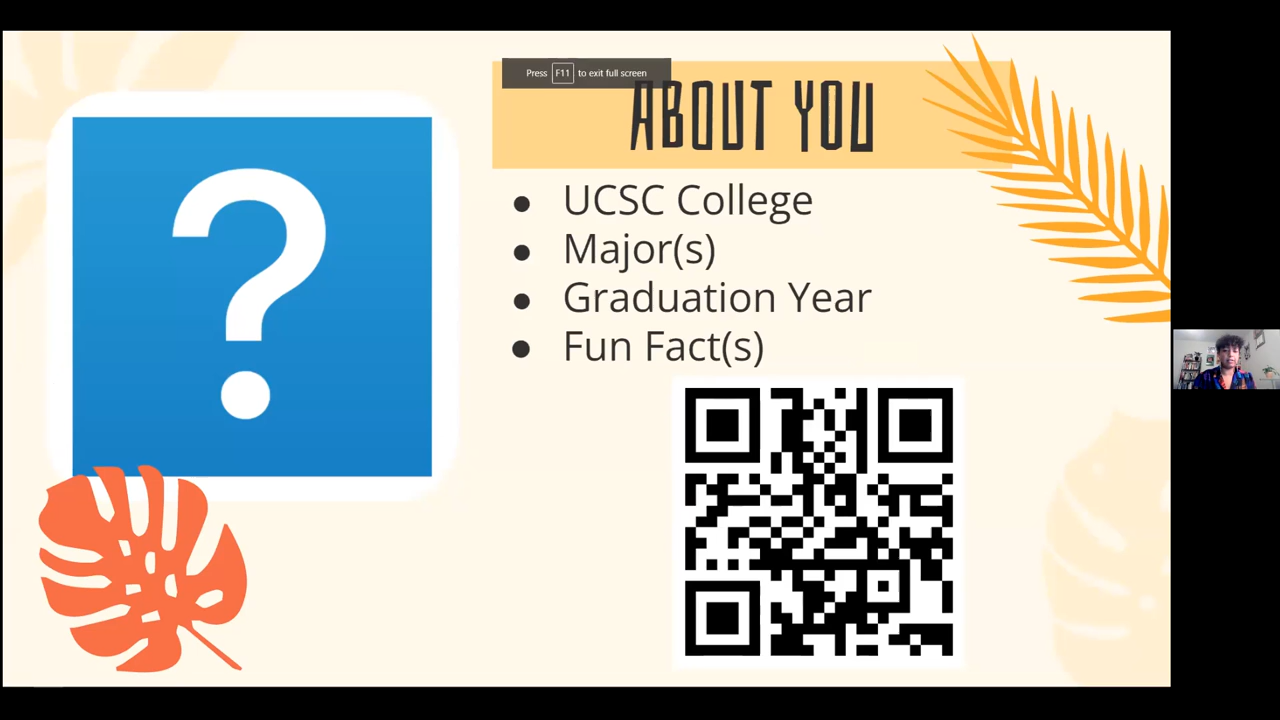 Press F11 to exit full screen
ABOUT YOU
● UCSC College
● Major(s)
● Graduation Year
● Fun Fact(s)